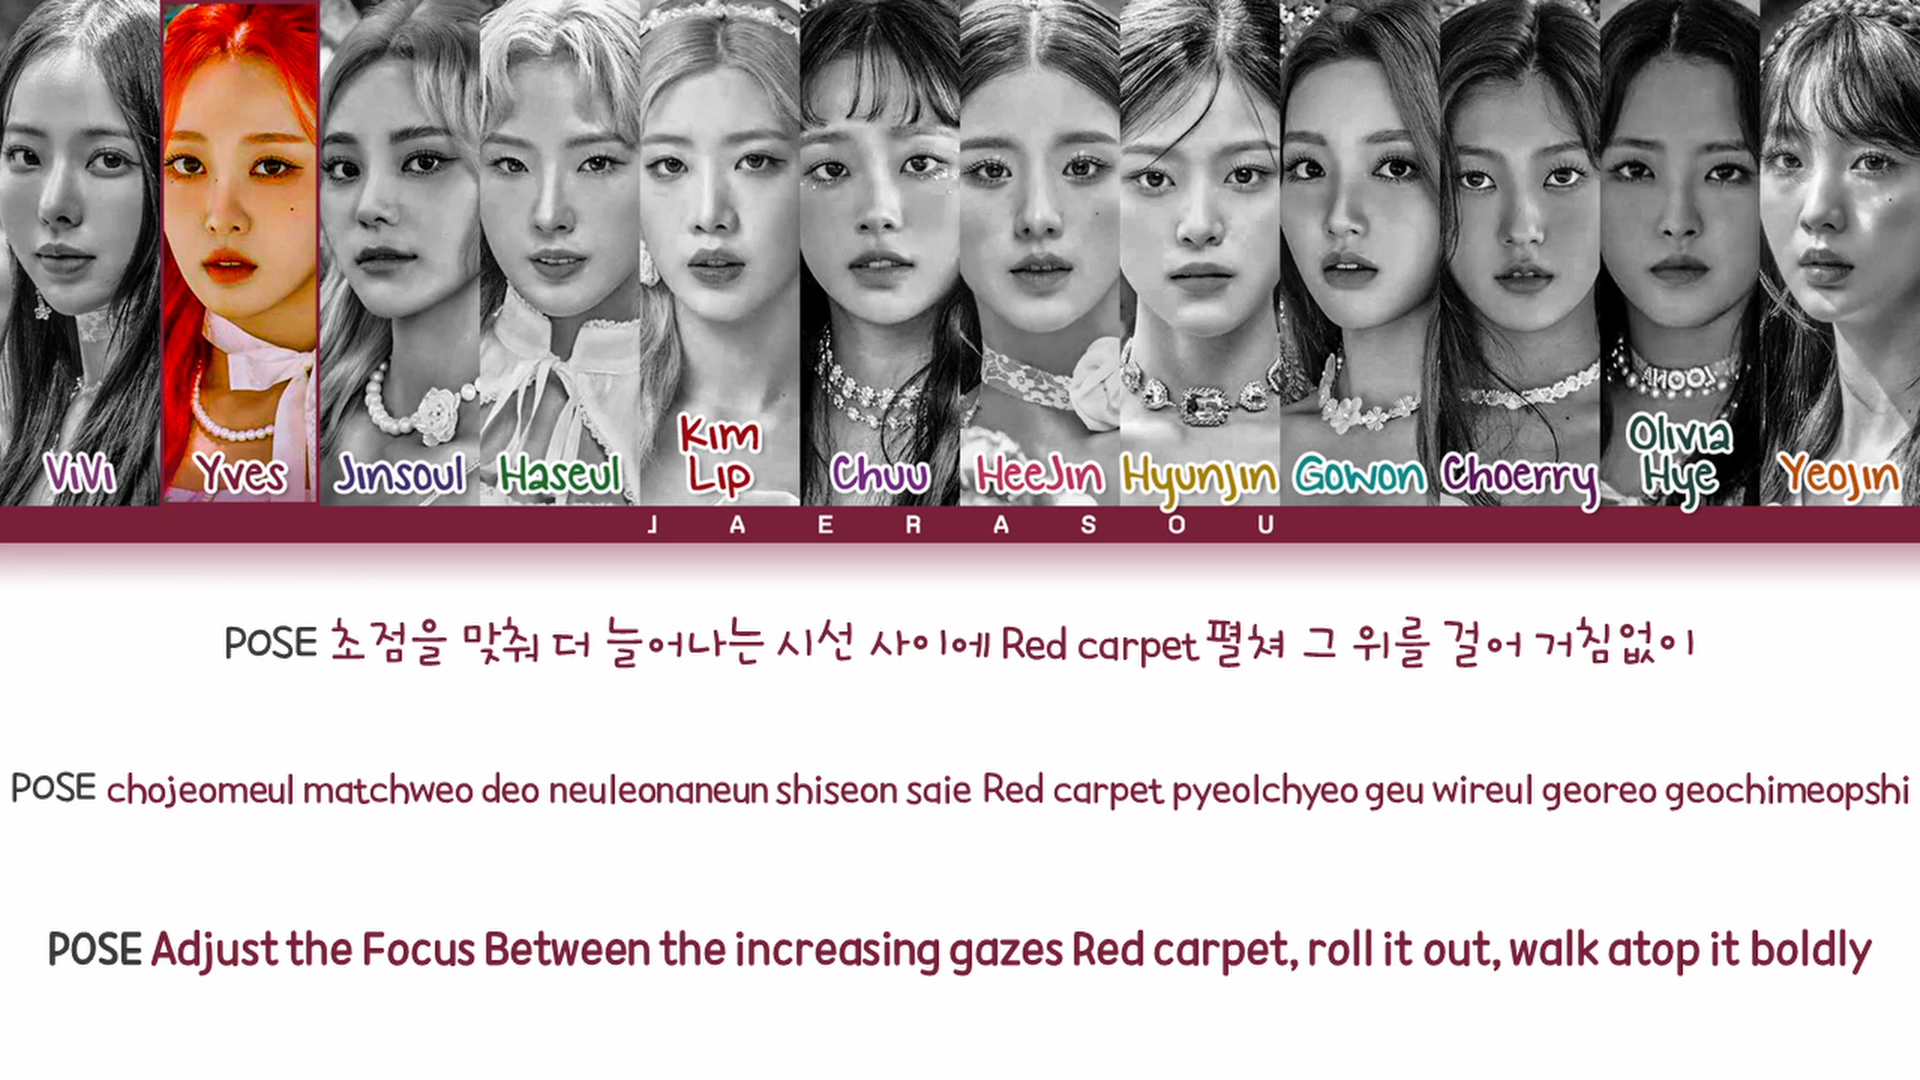 ViVi Yves Jinsoul Haseul Kim Lip Chuu HeeJin HyunJin Gowon Choerry Olivia Hye Yeojin
J A E R A S O U
POSE 초점을 맞춰 더 늘어나는 시선 사이에 Red carpet 펼쳐 그 위를 걸어 거침없이
POSE chojeomeul matchweo deo neuleonaneun shiseon saie Red carpet pyeolchyeo geu wireul georeo geochimeopshi
POSE Adjust the Focus Between the increasing gazes Red carpet, roll it out, walk atop it boldly